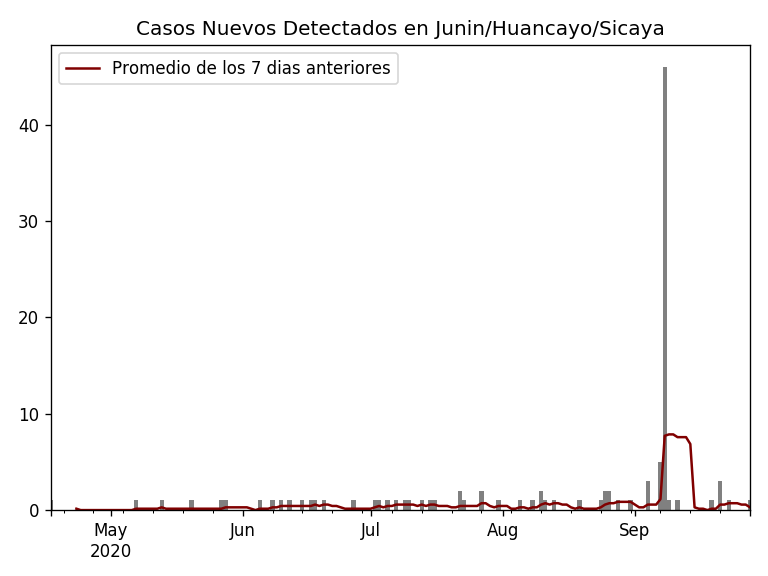 Casos Nuevos Detectados en Junin/Huancayo/Sicaya
Promedio de los 7 dias anteriores
40
30
20
10
0
May Jun Jul Aug Sep
2020